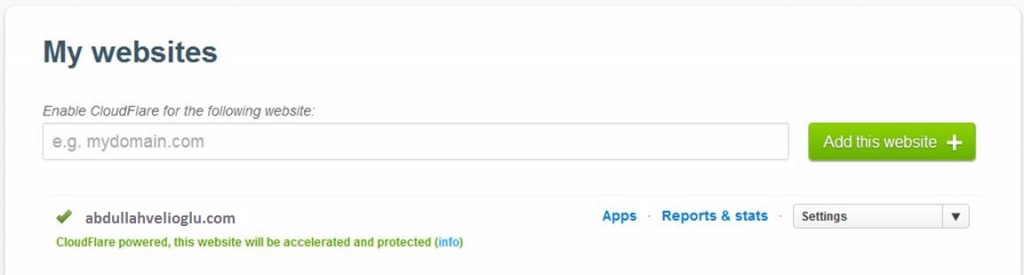 My websites
Enable CloudFlare for the following website:
e.g. mydomain.com
Add this website +
abdullahvelioglu.com
Apps · Reports & stats · Settings
CloudFlare powered, this website will be accelerated and protected (info)